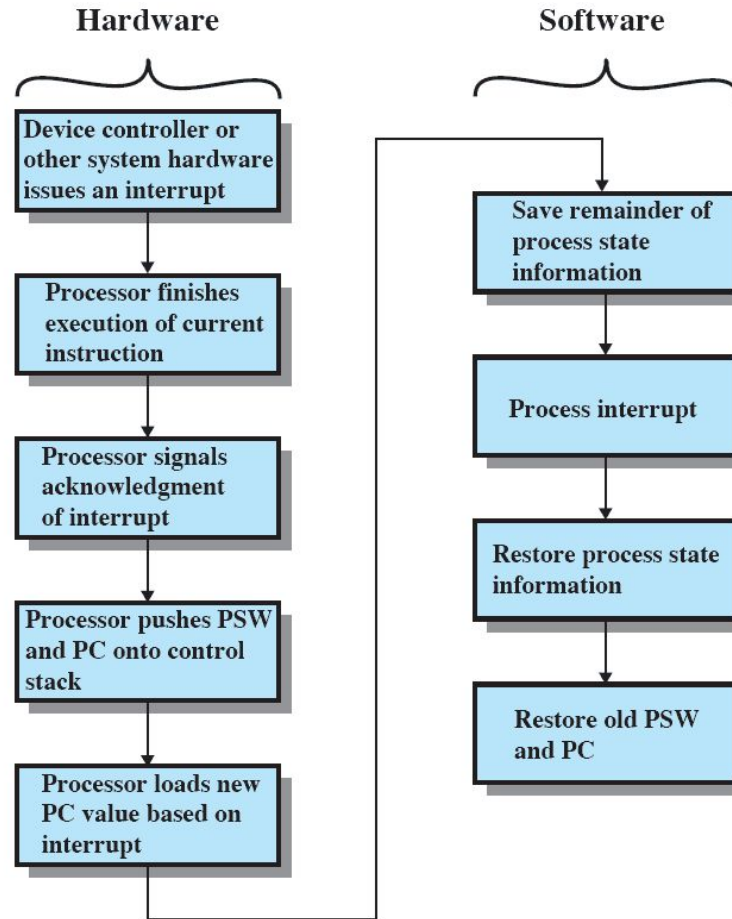 Hardware
Device controller or
other system hardware
issues an interrupt
Processor finishes
execution of current
instruction
Processor signals
acknowledgment
of interrupt
Processor pushes PSW
and PC onto control
stack
Processor loads new
PC value based on
interrupt
Software
Save remainder of
process state
information
Process interrupt
Restore process state
information
Restore old PSW
and PC